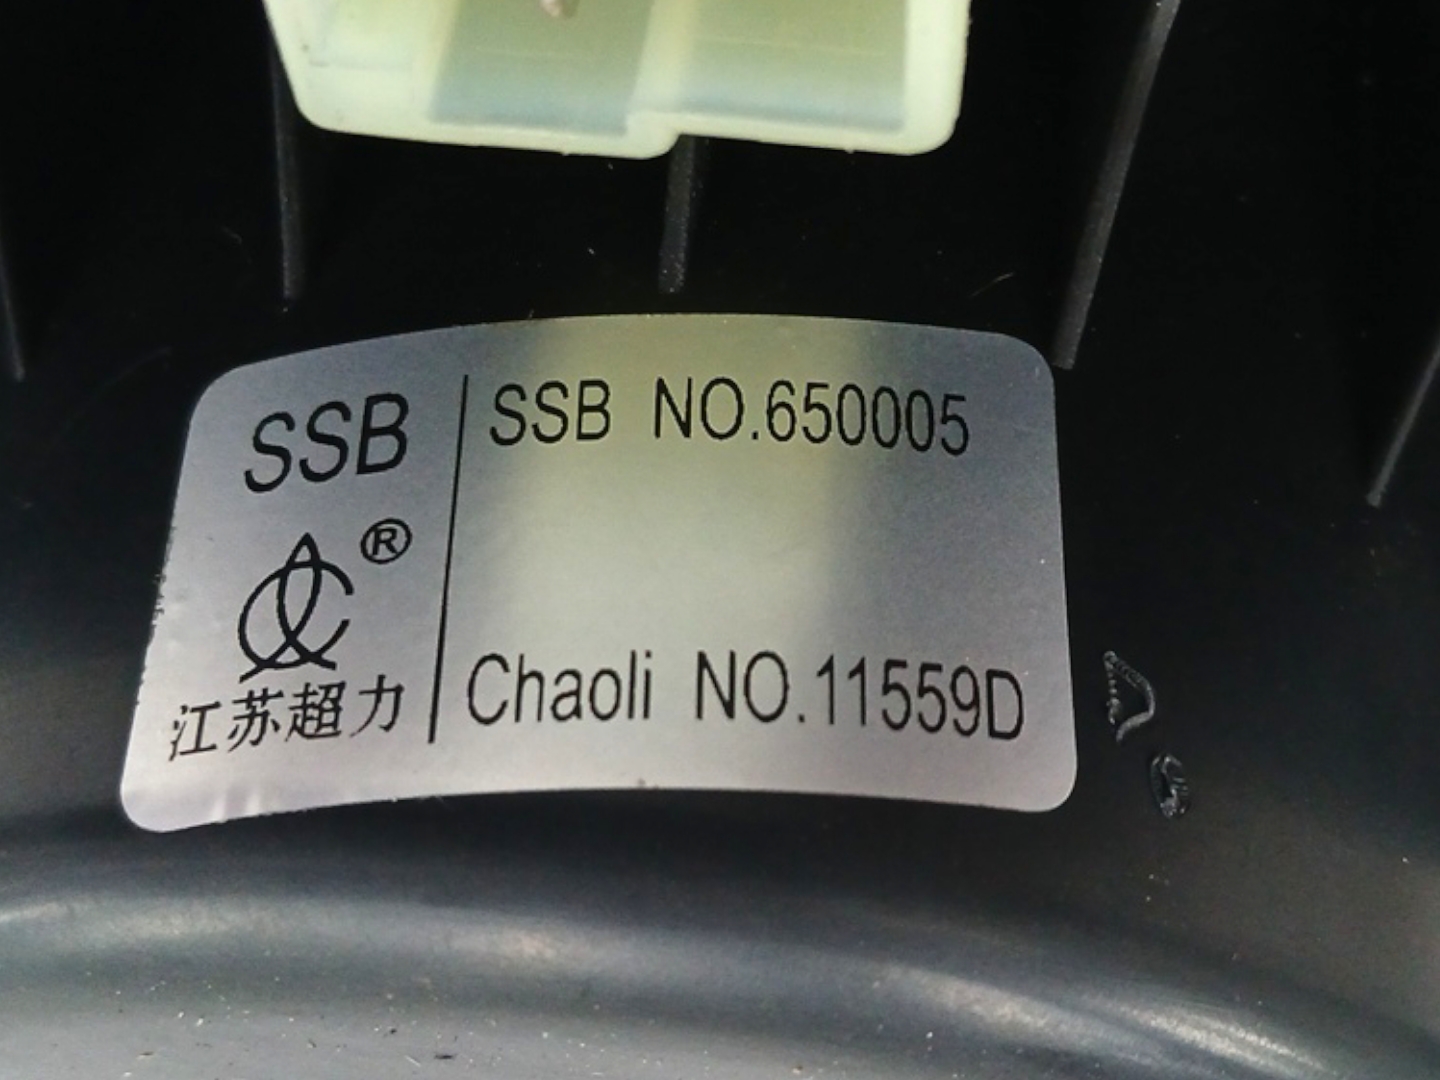 SSB
®
江苏超力
SSB NO.650005
Chaoli NO.11559D